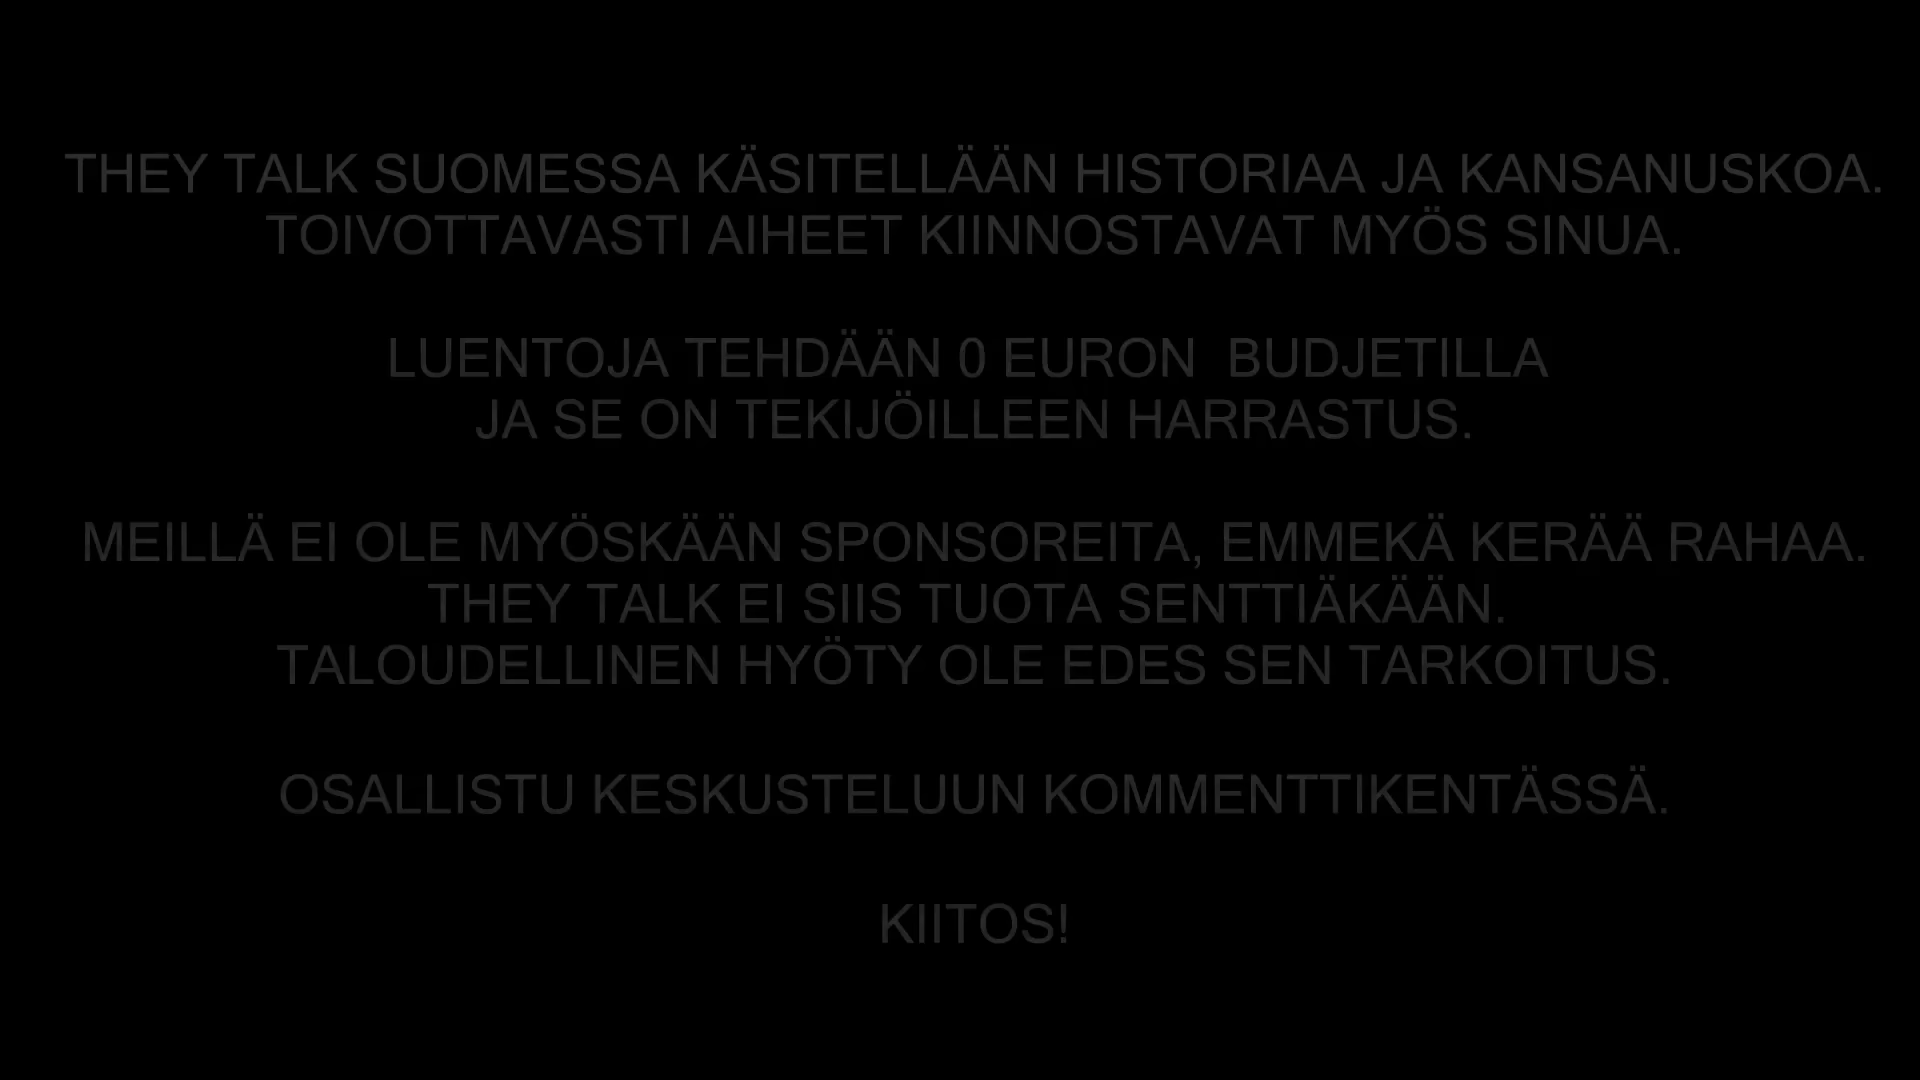 THEY TALK SUOMESSA KÄSITELLÄÄN HISTORIAA JA KANSANUSKOA.
TOIVOTTAVASTI AIHEET KIINNOSTAVAT MYÖS SINUA.
LUENTOJA TEHDÄÄN 0 EURON  BUDJETILLA
JA SE ON TEKIJÖILLEEN HARRASTUS.
MEILLÄ EI OLE MYÖSKÄÄN SPONSOREITA, EMMEKÄ KERÄÄ RAHAA.
THEY TALK EI SIIS TUOTA SENTTIÄKÄÄN.
TALOUDELLINEN HYÖTY OLE EDES SEN TARKOITUS.
OSALLISTU KESKUSTELUUN KOMMENTTIKENTÄSSÄ.
KIITOS!